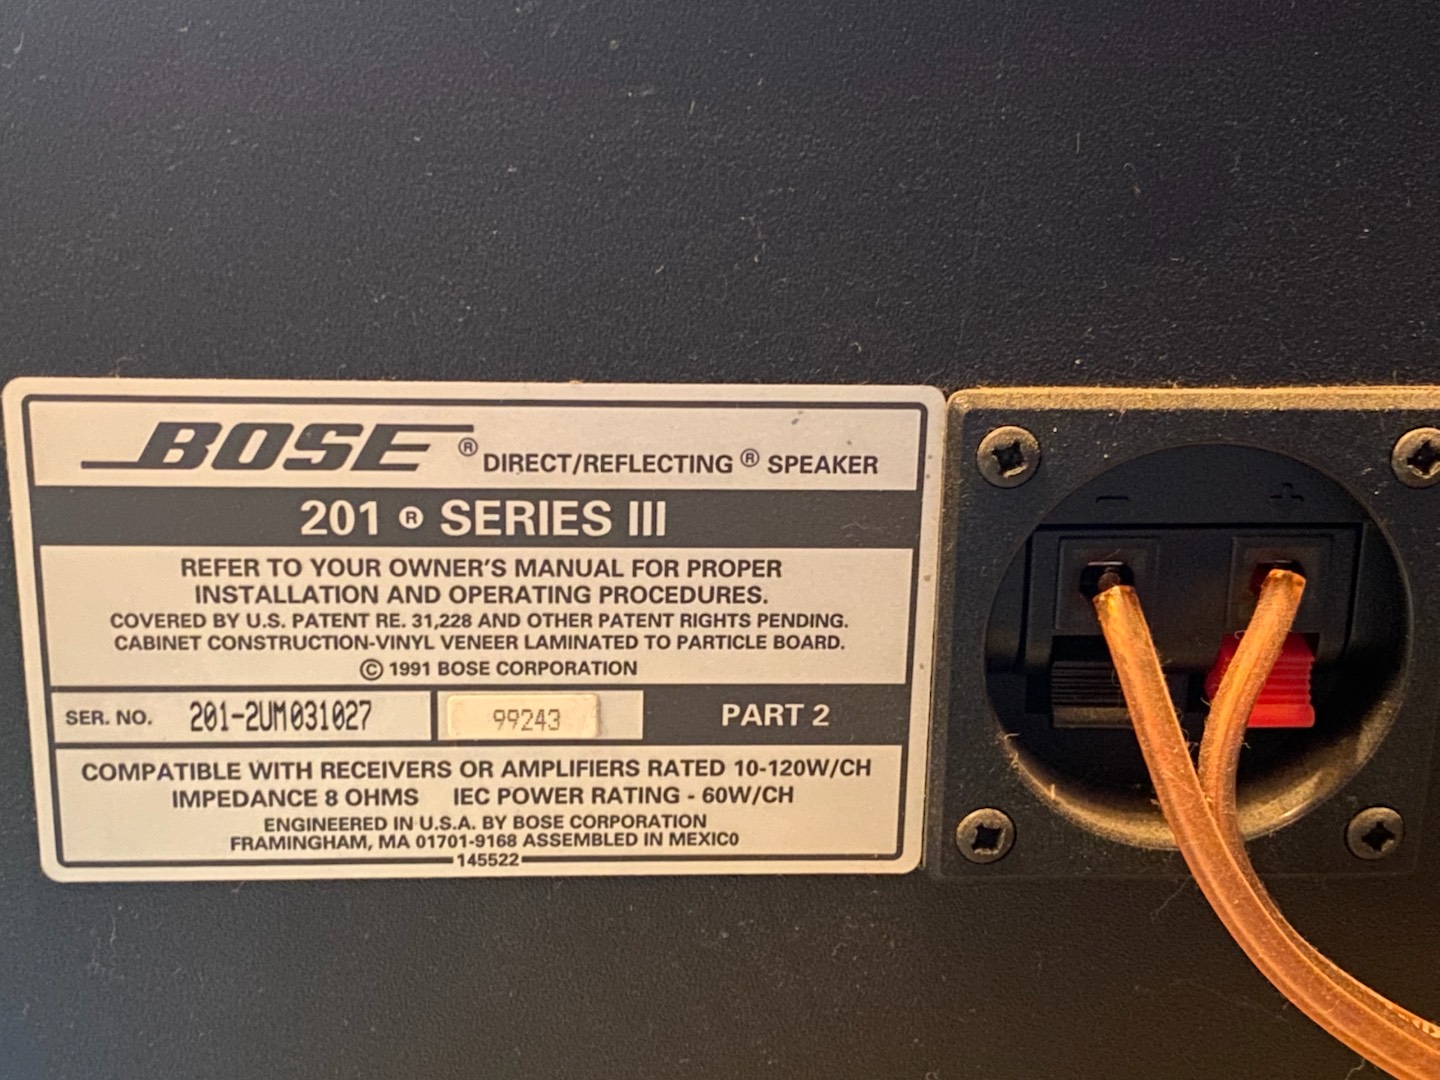 BOSE® DIRECT/REFLECTING® SPEAKER
201® SERIES III
REFER TO YOUR OWNER'S MANUAL FOR PROPER
INSTALLATION AND OPERATING PROCEDURES.
COVERED BY U.S. PATENT RE. 31,228 AND OTHER PATENT RIGHTS PENDING.
CABINET CONSTRUCTION-VINYL VENEER LAMINATED TO PARTICLE BOARD.
© 1991 BOSE CORPORATION
SER. NO. 201-2UM031027 99243 PART 2
COMPATIBLE WITH RECEIVERS OR AMPLIFIERS RATED 10-120W/CH
IMPEDANCE 8 OHMS IEC POWER RATING - 60W/CH
ENGINEERED IN U.S.A. BY BOSE CORPORATION
FRAMINGHAM, MA 01701-9168 ASSEMBLED IN MEXICO
145522
- +